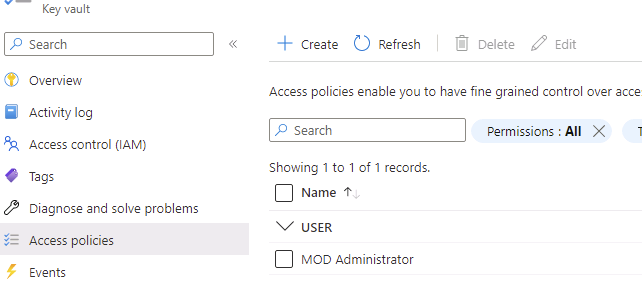 Key vault
Search
«
Create Refresh Delete Edit
Overview
Activity log
Access policies enable you to have fine grained control over
Access control (IAM)
Search
Permissions : All
Tags
Showing 1 to 1 of 1 records.
Name
Diagnose and solve problems
USER
Access policies
MOD Administrator
Events